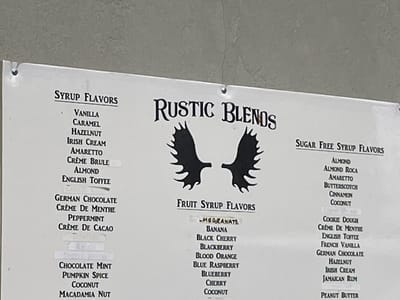 Rustic Blends
Syrup Flavors
Vanilla
Caramel
Hazelnut
Irish Cream
Amaretto
Crème Brule
Almond
English Toffee
German Chocolate
Crème De Menthe
Peppermint
Crème De Cacao
Chocolate Mint
Pumpkin Spice
Coconut
Macadamia Nut
Fruit Syrup Flavors
Pomegranate
Banana
Black Cherry
Blackberry
Blood Orange
Blue Raspberry
Blueberry
Cherry
Coconut
Sugar Free Syrup Flavors
Almond
Almond Roca
Amaretto
Butterscotch
Cinnamon
Coconut
Cookie Dough
Crème De Menthe
English Toffee
French Vanilla
German Chocolate
Hazelnut
Irish Cream
Jamaican Rum
Peanut Butter